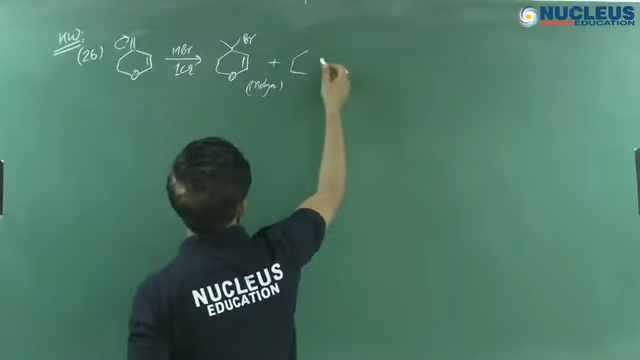 NUCLEUS
EDUCATION
HW:
(26)
HBr
1eq
Br
+
O
O
(Major)
NUCLEUS
EDUCATION